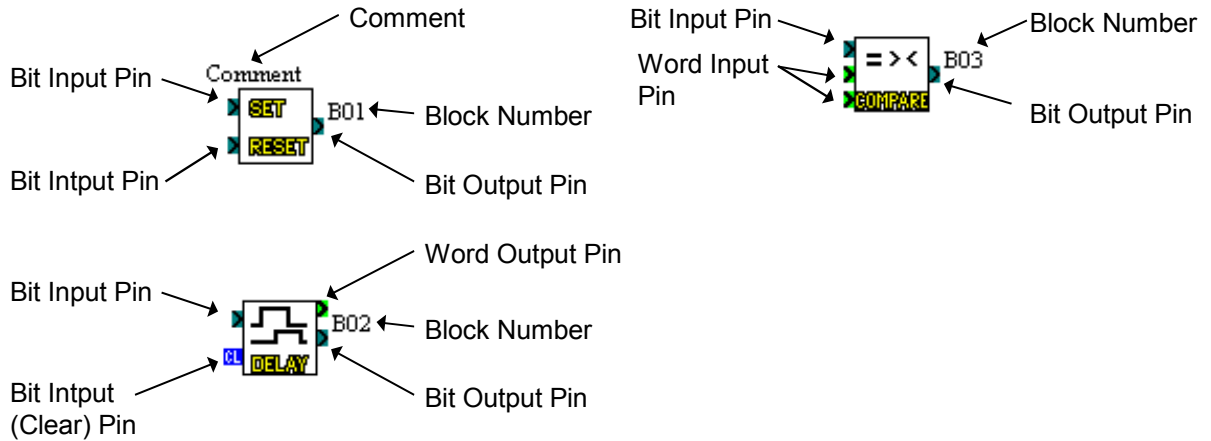 Comment
Bit Input Pin
Comment
SET
B01
Block Number
RESET
Bit Intput Pin
Bit Output Pin
Bit Input Pin
Block Number
= > <
B03
Word Input
Pin
COMPARE
Bit Output Pin
Word Output Pin
Bit Input Pin
B02
Block Number
CL
DELAY
Bit Intput
(Clear) Pin
Bit Output Pin